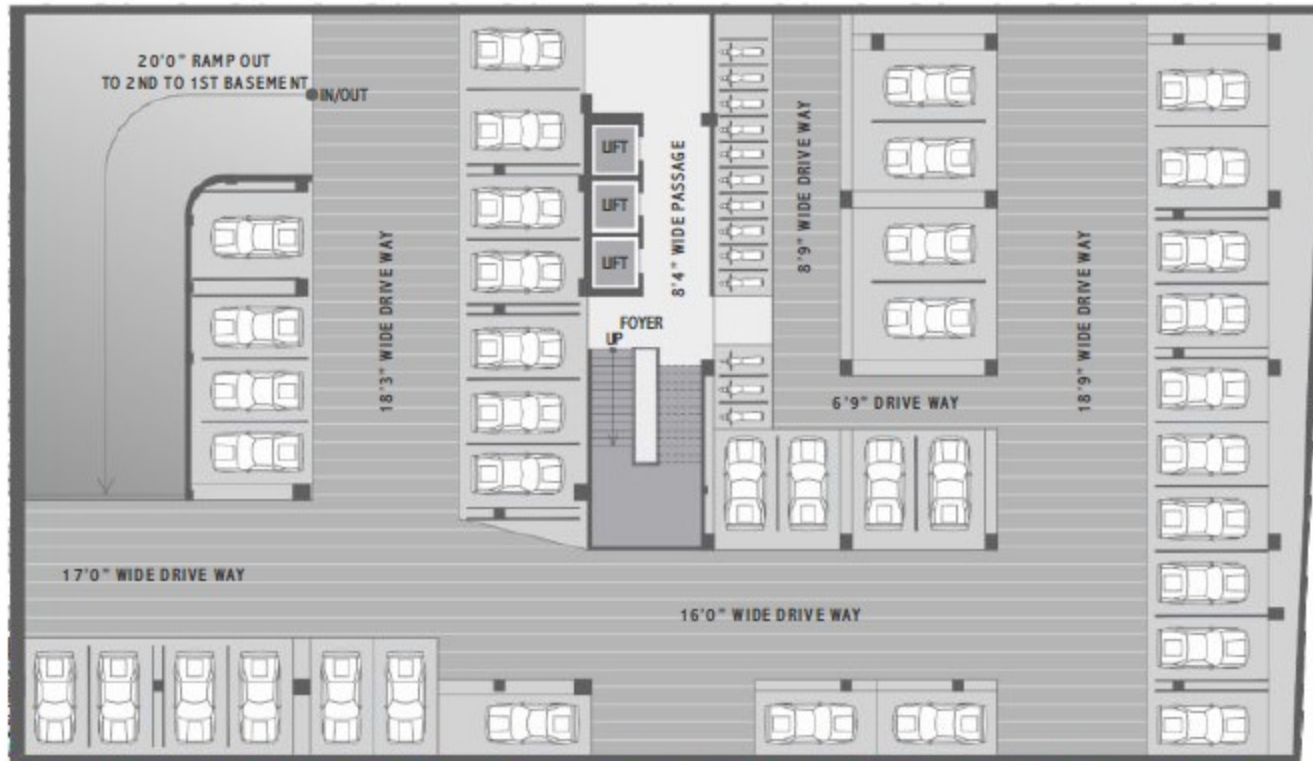 20'0" RAMP OUT
TO 2ND TO 1ST BASEMENT
IN/OUT
18'3" WIDE DRIVE WAY
LIFT
LIFT
LIFT
8'4" WIDE PASSAGE
FOYER
UP
8'9" WIDE DRIVE WAY
6'9" DRIVE WAY
18'9" WIDE DRIVE WAY
17'0" WIDE DRIVE WAY
16'0" WIDE DRIVE WAY